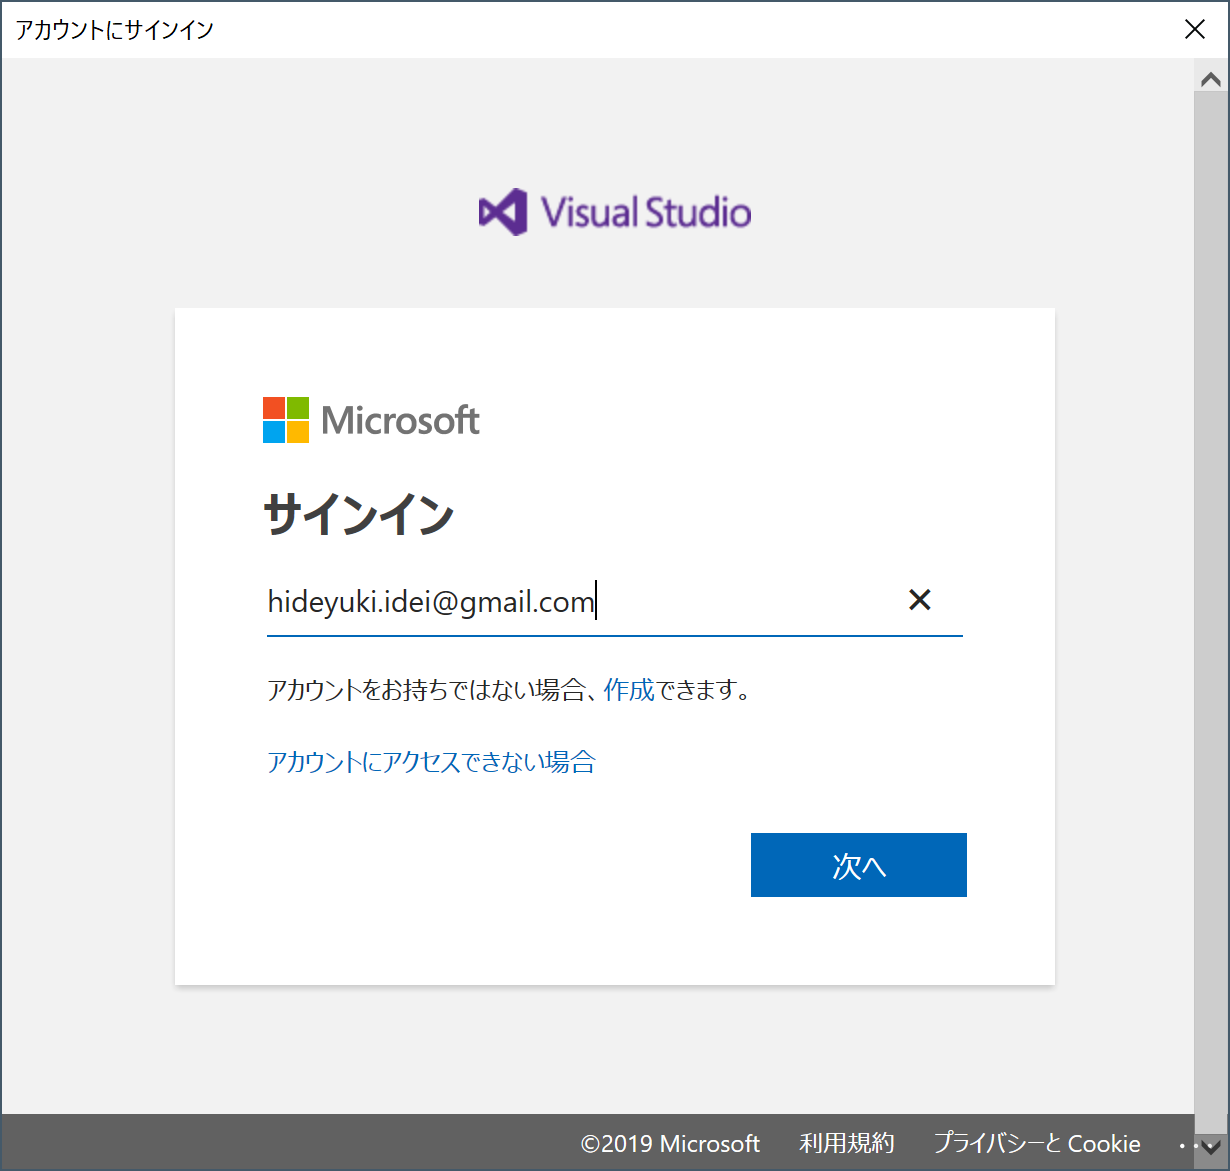 アカウントにサインイン
Visual Studio
Microsoft
サインイン
hideyuki.idei@gmail.com
アカウントをお持ちではない場合、作成できます。
アカウントにアクセスできない場合
次へ
©2019 Microsoft 利用規約 プライバシーと Cookie ...